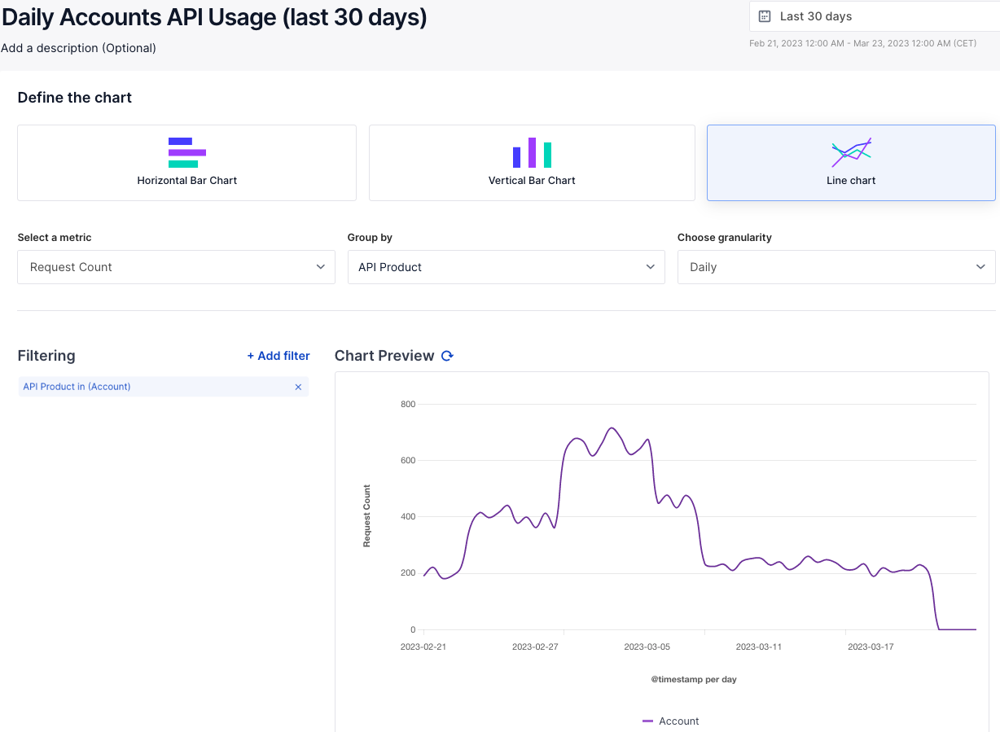 Daily Accounts API Usage (last 30 days)
Last 30 days
Add a description (Optional)
Feb 21, 2023 12:00 AM - Mar 23, 2023 12:00 AM (CET)
Define the chart
Horizontal Bar Chart
Vertical Bar Chart
Line chart
Select a metric
Group by
Choose granularity
Request Count
API Product
Daily
Filtering
+ Add filter
Chart Preview
API Product in (Account)
800
600
400
200
0
Request Count
2023-02-21
2023-02-27
2023-03-05
2023-03-11
2023-03-17
@timestamp per day
Account